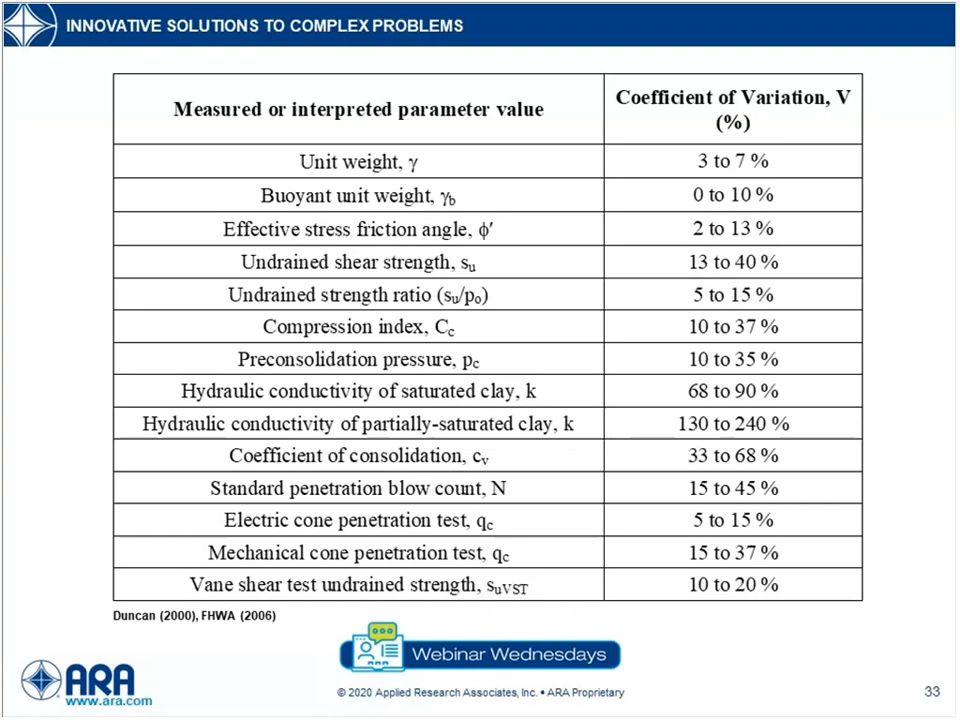 INNOVATIVE SOLUTIONS TO COMPLEX PROBLEMS
Measured or interpreted parameter value
Coefficient of Variation, V
(%)
Unit weight, γ
3 to 7 %
Buoyant unit weight, γb
0 to 10 %
Effective stress friction angle, ϕ′
2 to 13 %
Undrained shear strength, su
13 to 40 %
Undrained strength ratio (su/po)
5 to 15 %
Compression index, Cc
10 to 37 %
Preconsolidation pressure, pc
10 to 35 %
Hydraulic conductivity of saturated clay, k
68 to 90 %
Hydraulic conductivity of partially-saturated clay, k
130 to 240 %
Coefficient of consolidation, cv
33 to 68 %
Standard penetration blow count, N
15 to 45 %
Electric cone penetration test, qc
5 to 15 %
Mechanical cone penetration test, qc
15 to 37 %
Vane shear test undrained strength, suVST
10 to 20 %
Duncan (2000), FHWA (2006)
ARA
Webinar Wednesdays
ARA
www.ara.com
© 2020 Applied Research Associates, Inc. • ARA Proprietary
33